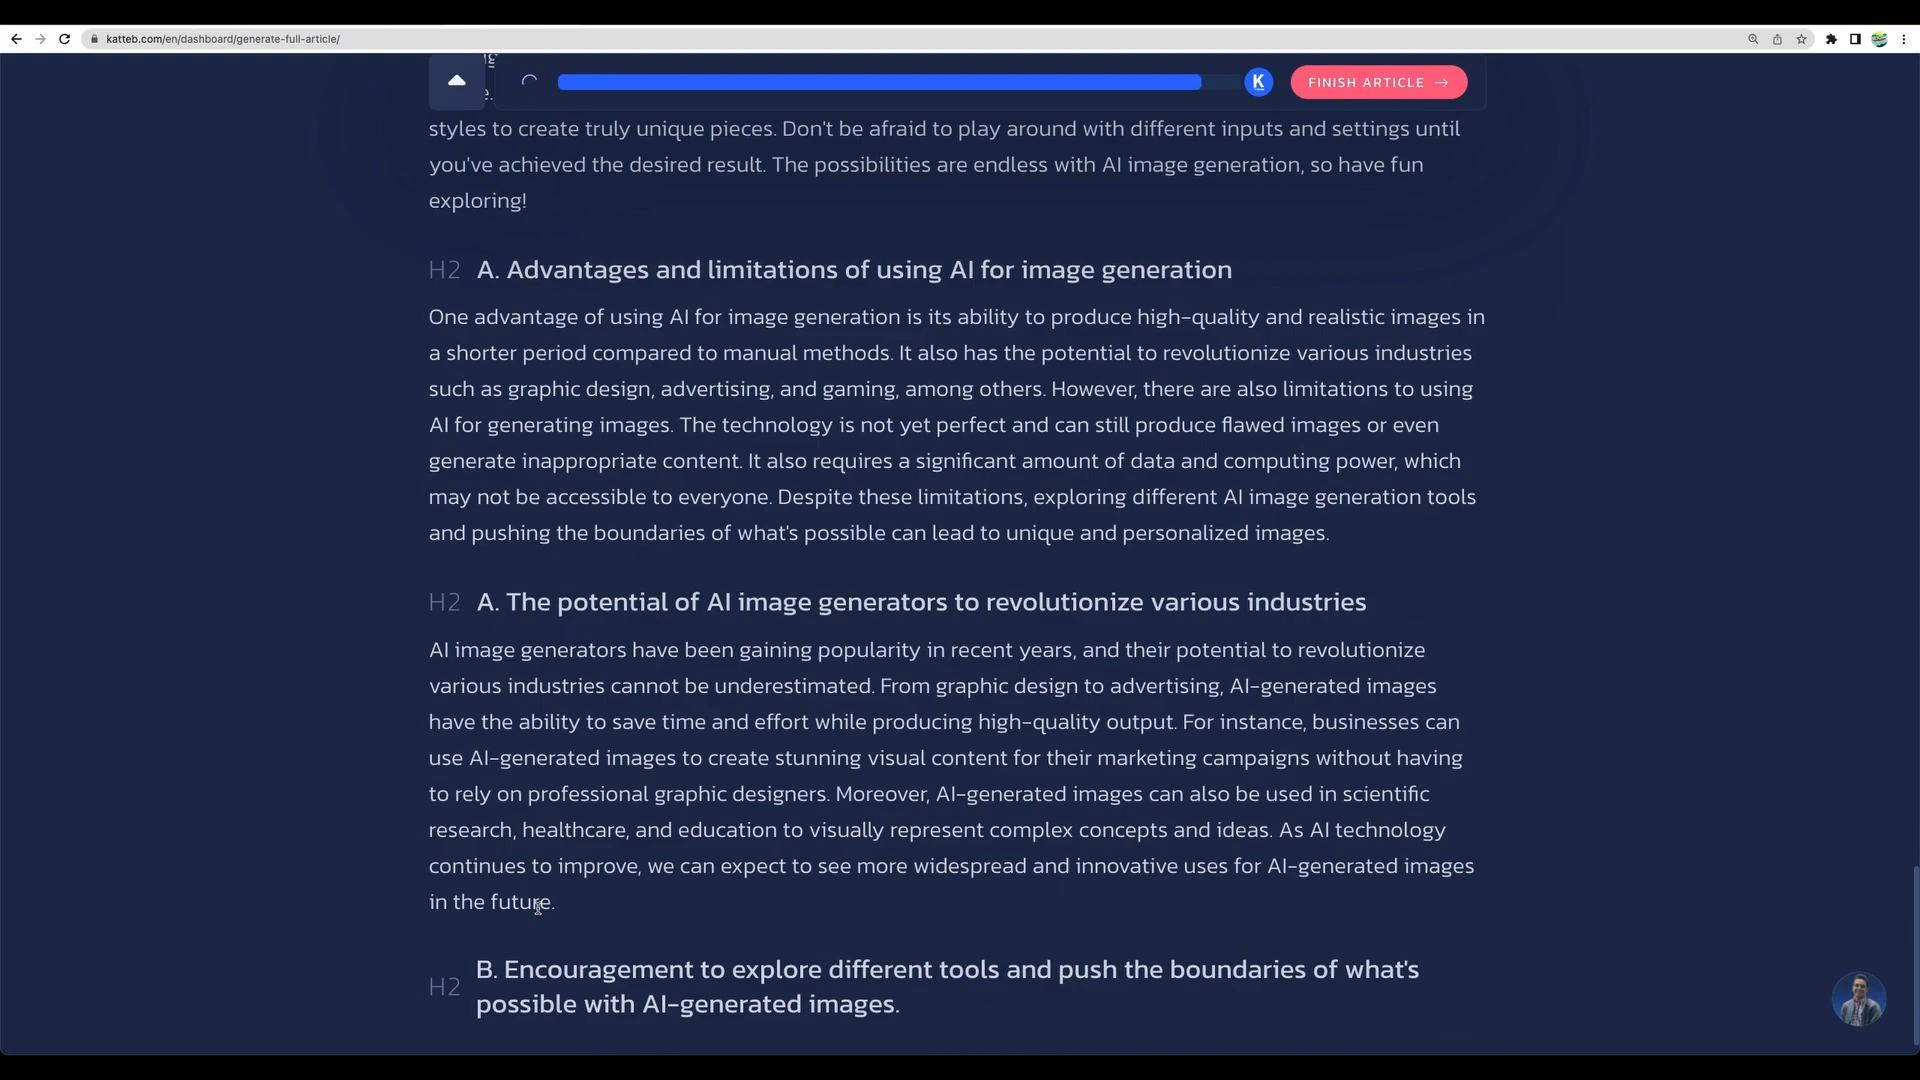 katteb.com/en/dashboard/generate-full-article/
K
FINISH ARTICLE →
e.
styles to create truly unique pieces. Don't be afraid to play around with different inputs and settings until
you've achieved the desired result. The possibilities are endless with AI image generation, so have fun
exploring!
H2 A. Advantages and limitations of using AI for image generation
One advantage of using AI for image generation is its ability to produce high-quality and realistic images in
a shorter period compared to manual methods. It also has the potential to revolutionize various industries
such as graphic design, advertising, and gaming, among others. However, there are also limitations to using
AI for generating images. The technology is not yet perfect and can still produce flawed images or even
generate inappropriate content. It also requires a significant amount of data and computing power, which
may not be accessible to everyone. Despite these limitations, exploring different AI image generation tools
and pushing the boundaries of what's possible can lead to unique and personalized images.
H2 A. The potential of AI image generators to revolutionize various industries
AI image generators have been gaining popularity in recent years, and their potential to revolutionize
various industries cannot be underestimated. From graphic design to advertising, AI-generated images
have the ability to save time and effort while producing high-quality output. For instance, businesses can
use AI-generated images to create stunning visual content for their marketing campaigns without having
to rely on professional graphic designers. Moreover, AI-generated images can also be used in scientific
research, healthcare, and education to visually represent complex concepts and ideas. As AI technology
continues to improve, we can expect to see more widespread and innovative uses for AI-generated images
in the future.
H2 B. Encouragement to explore different tools and push the boundaries of what's
possible with AI-generated images.